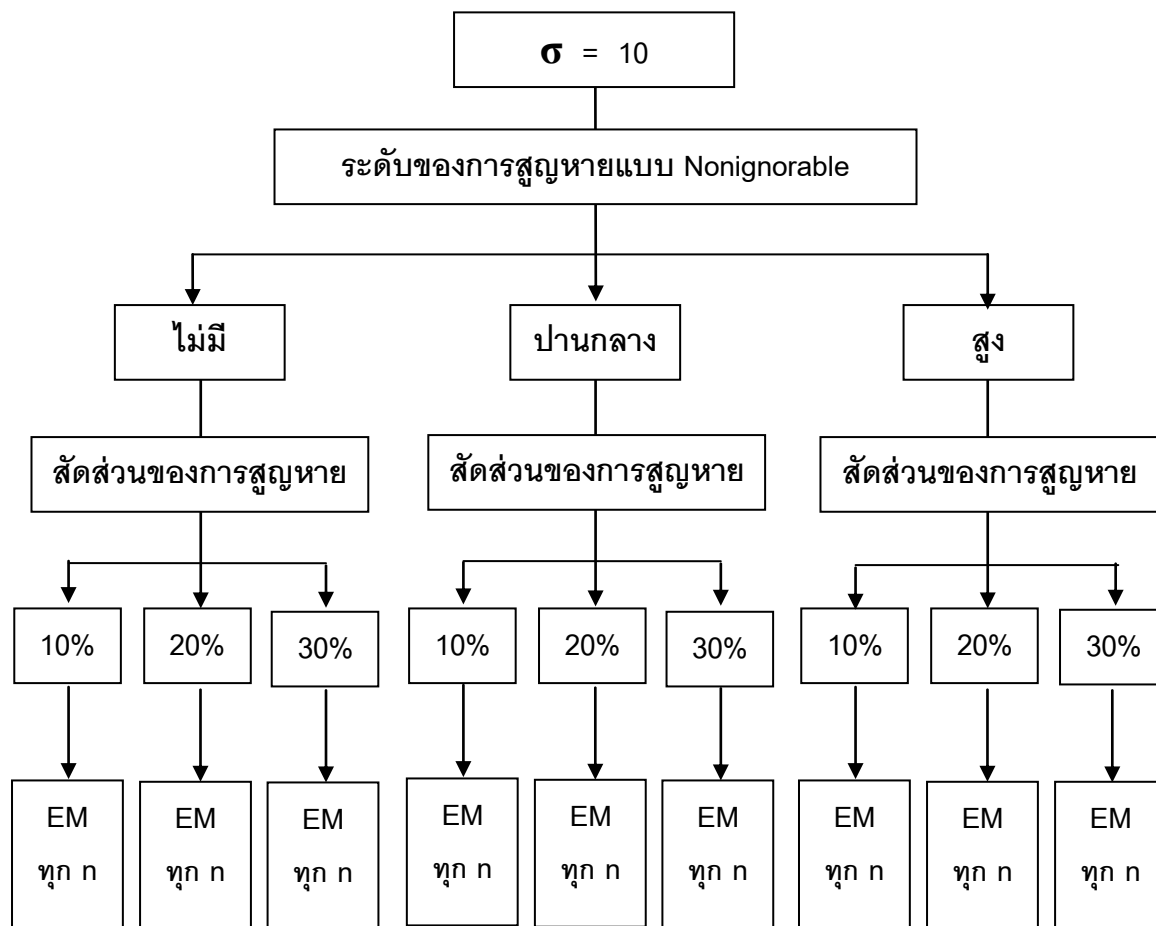 σ = 10
ระดับของการสูญหายแบบ Nonignorable
ไม่มี
ปานกลาง
สูง
สัดส่วนของการสูญหาย
สัดส่วนของการสูญหาย
สัดส่วนของการสูญหาย
10%
20%
30%
10%
20%
30%
10%
20%
30%
EM
ทุก n
EM
ทุก n
EM
ทุก n
EM
ทุก n
EM
ทุก n
EM
ทุก n
EM
ทุก n
EM
ทุก n
EM
ทุก n